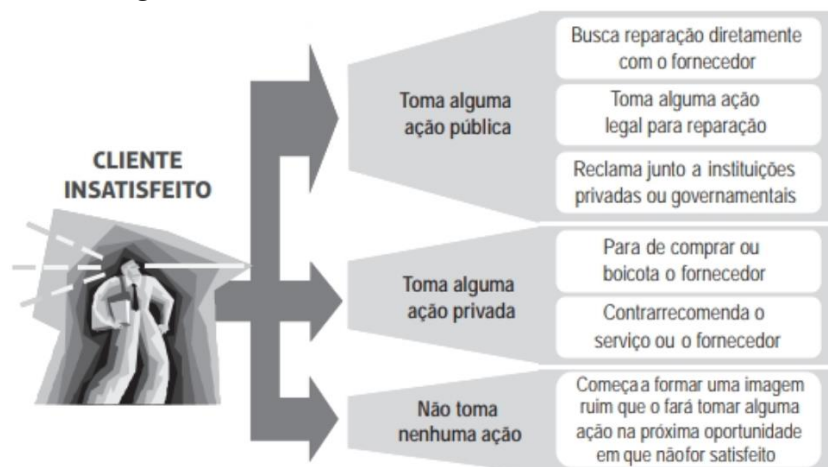 CLIENTE
INSATISFEITO
Toma alguma
ação pública
Busca reparação diretamente
com o fornecedor
Toma alguma ação
legal para reparação
Reclama junto a instituições
privadas ou governamentais
Toma alguma
ação privada
Para de comprar ou
boicota o fornecedor
Contrarrecomenda o
serviço ou o fornecedor
Não toma
nenhuma ação
Começa a formar uma imagem
ruim que o fará tomar alguma
ação na próxima oportunidade
em que não for satisfeito